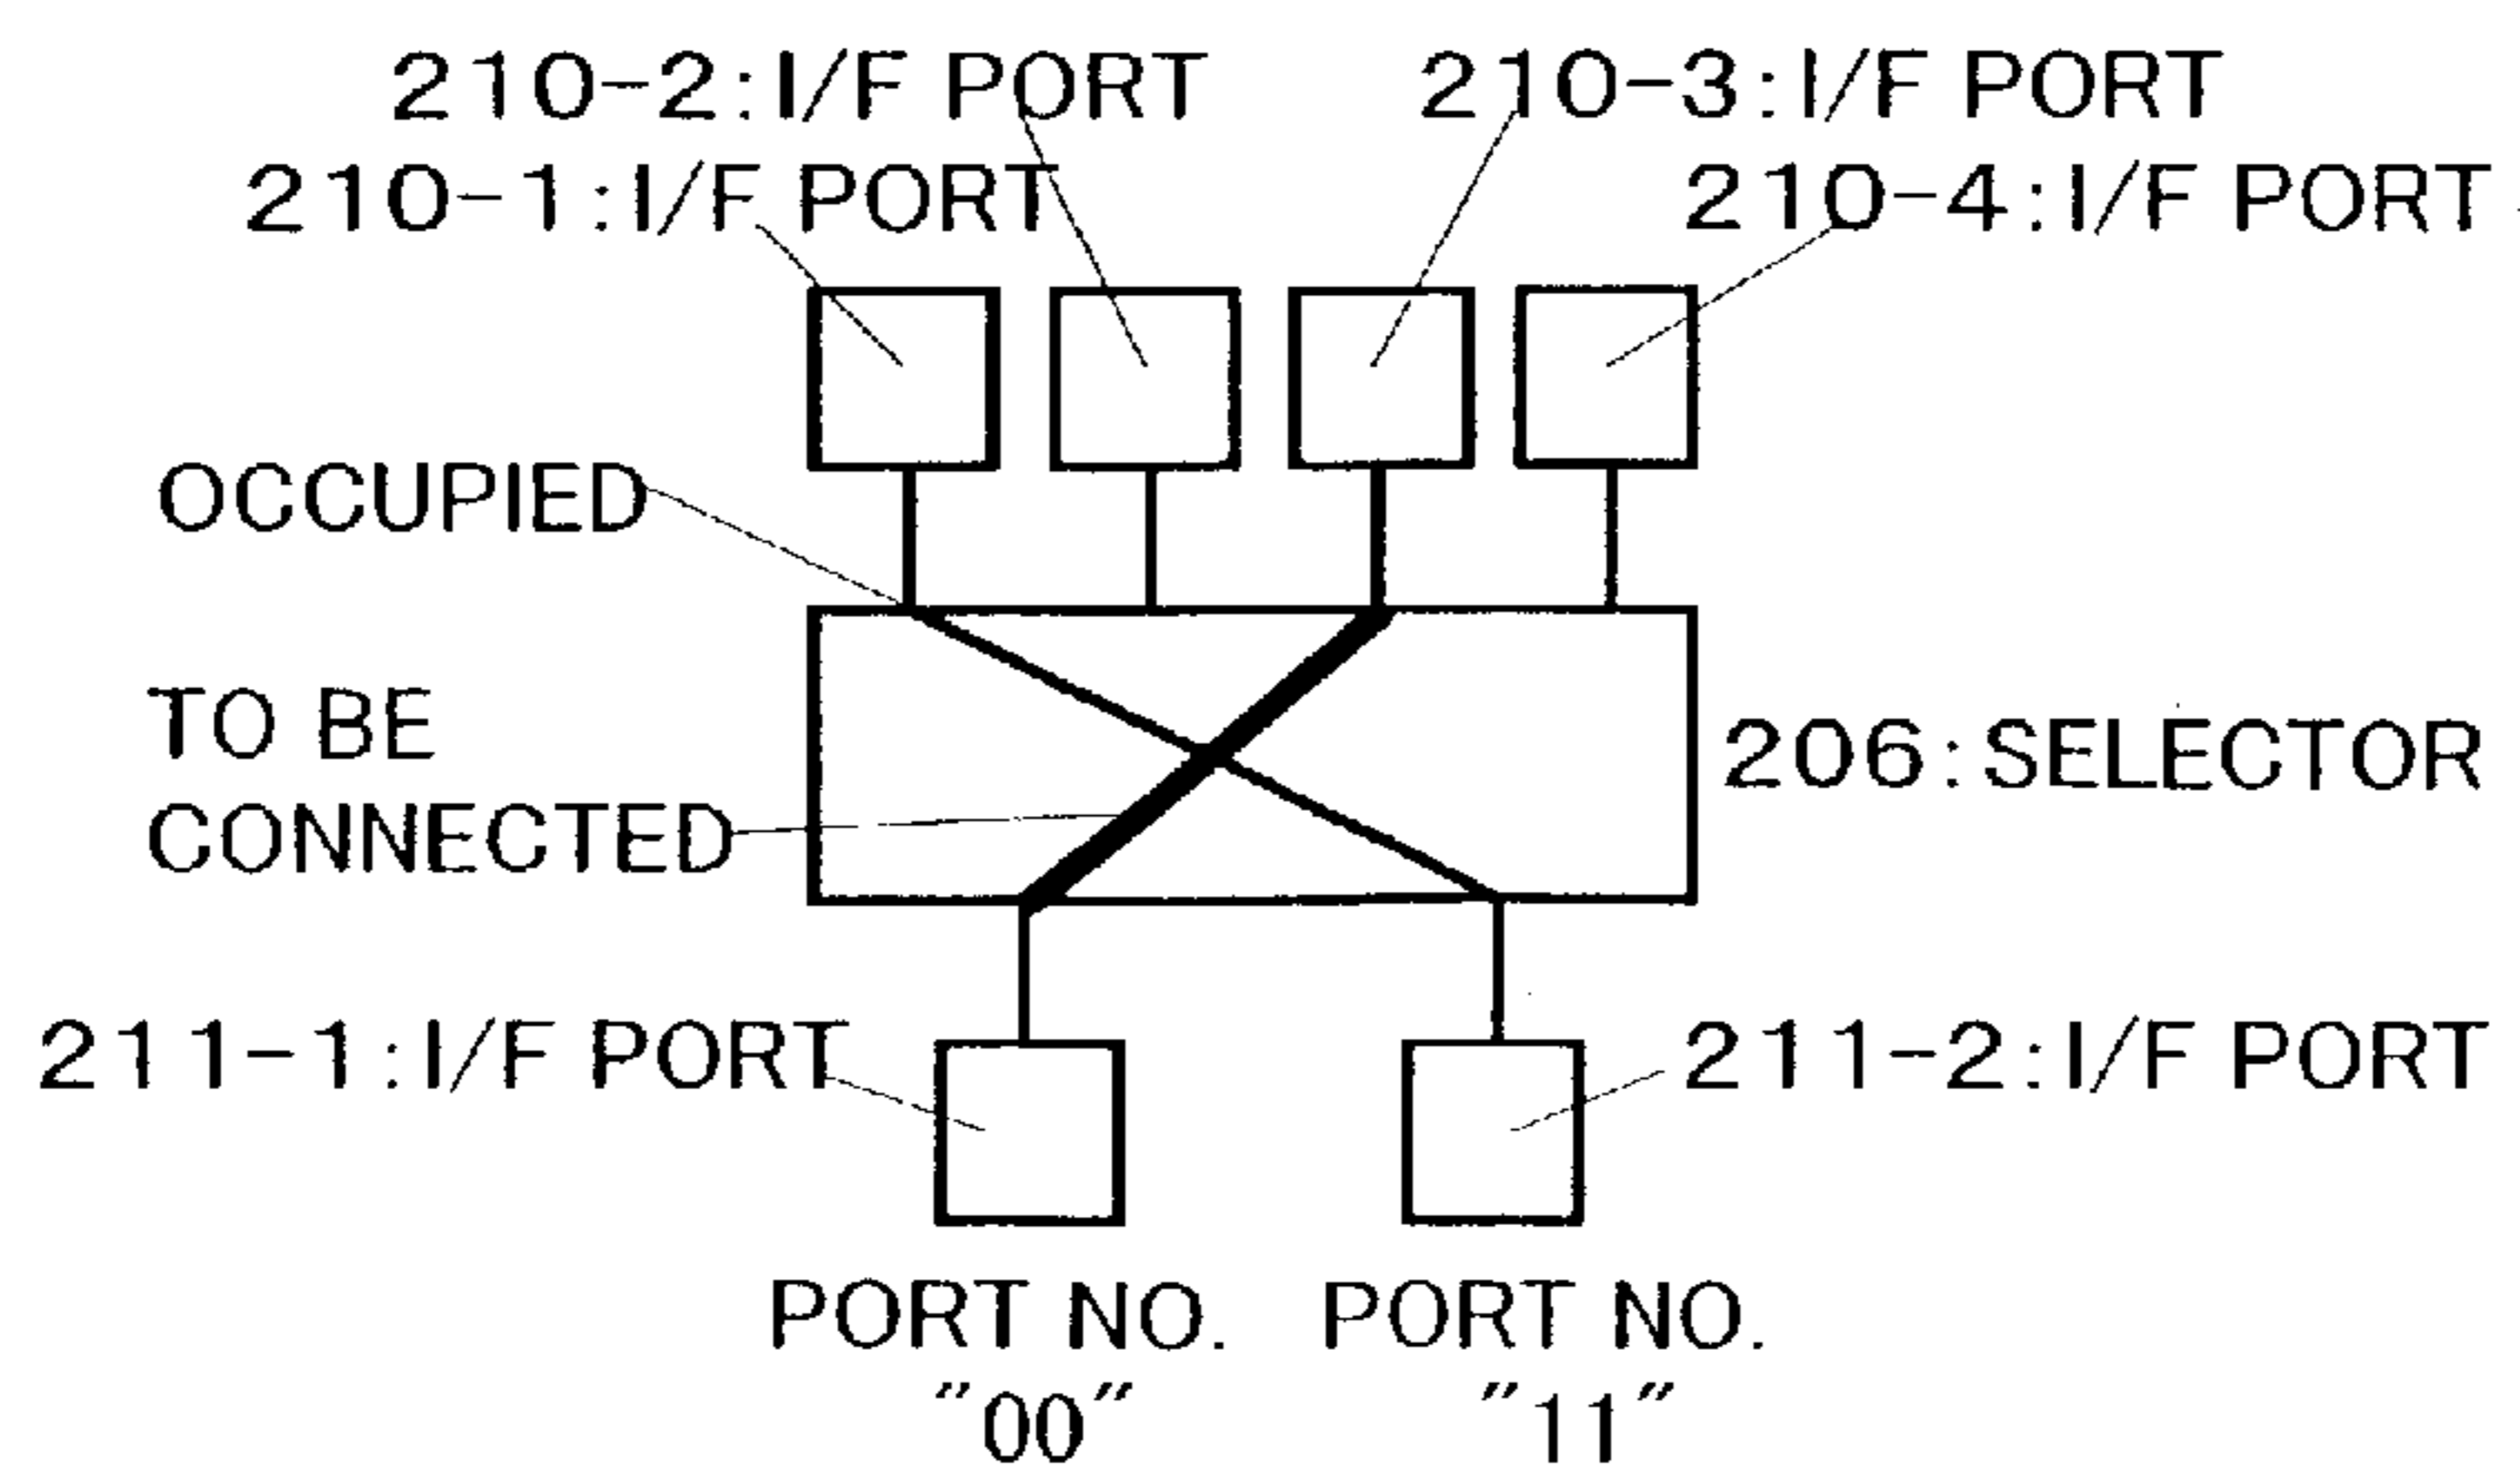 210-2:I/F PORT
210-3:I/F PORT
210-1:I/F PORT
210-4:I/F PORT
OCCUPIED
TO BE
CONNECTED
206:SELECTOR
211-1:I/F PORT
211-2:I/F PORT
PORT NO.
"00"
PORT NO.
"11"